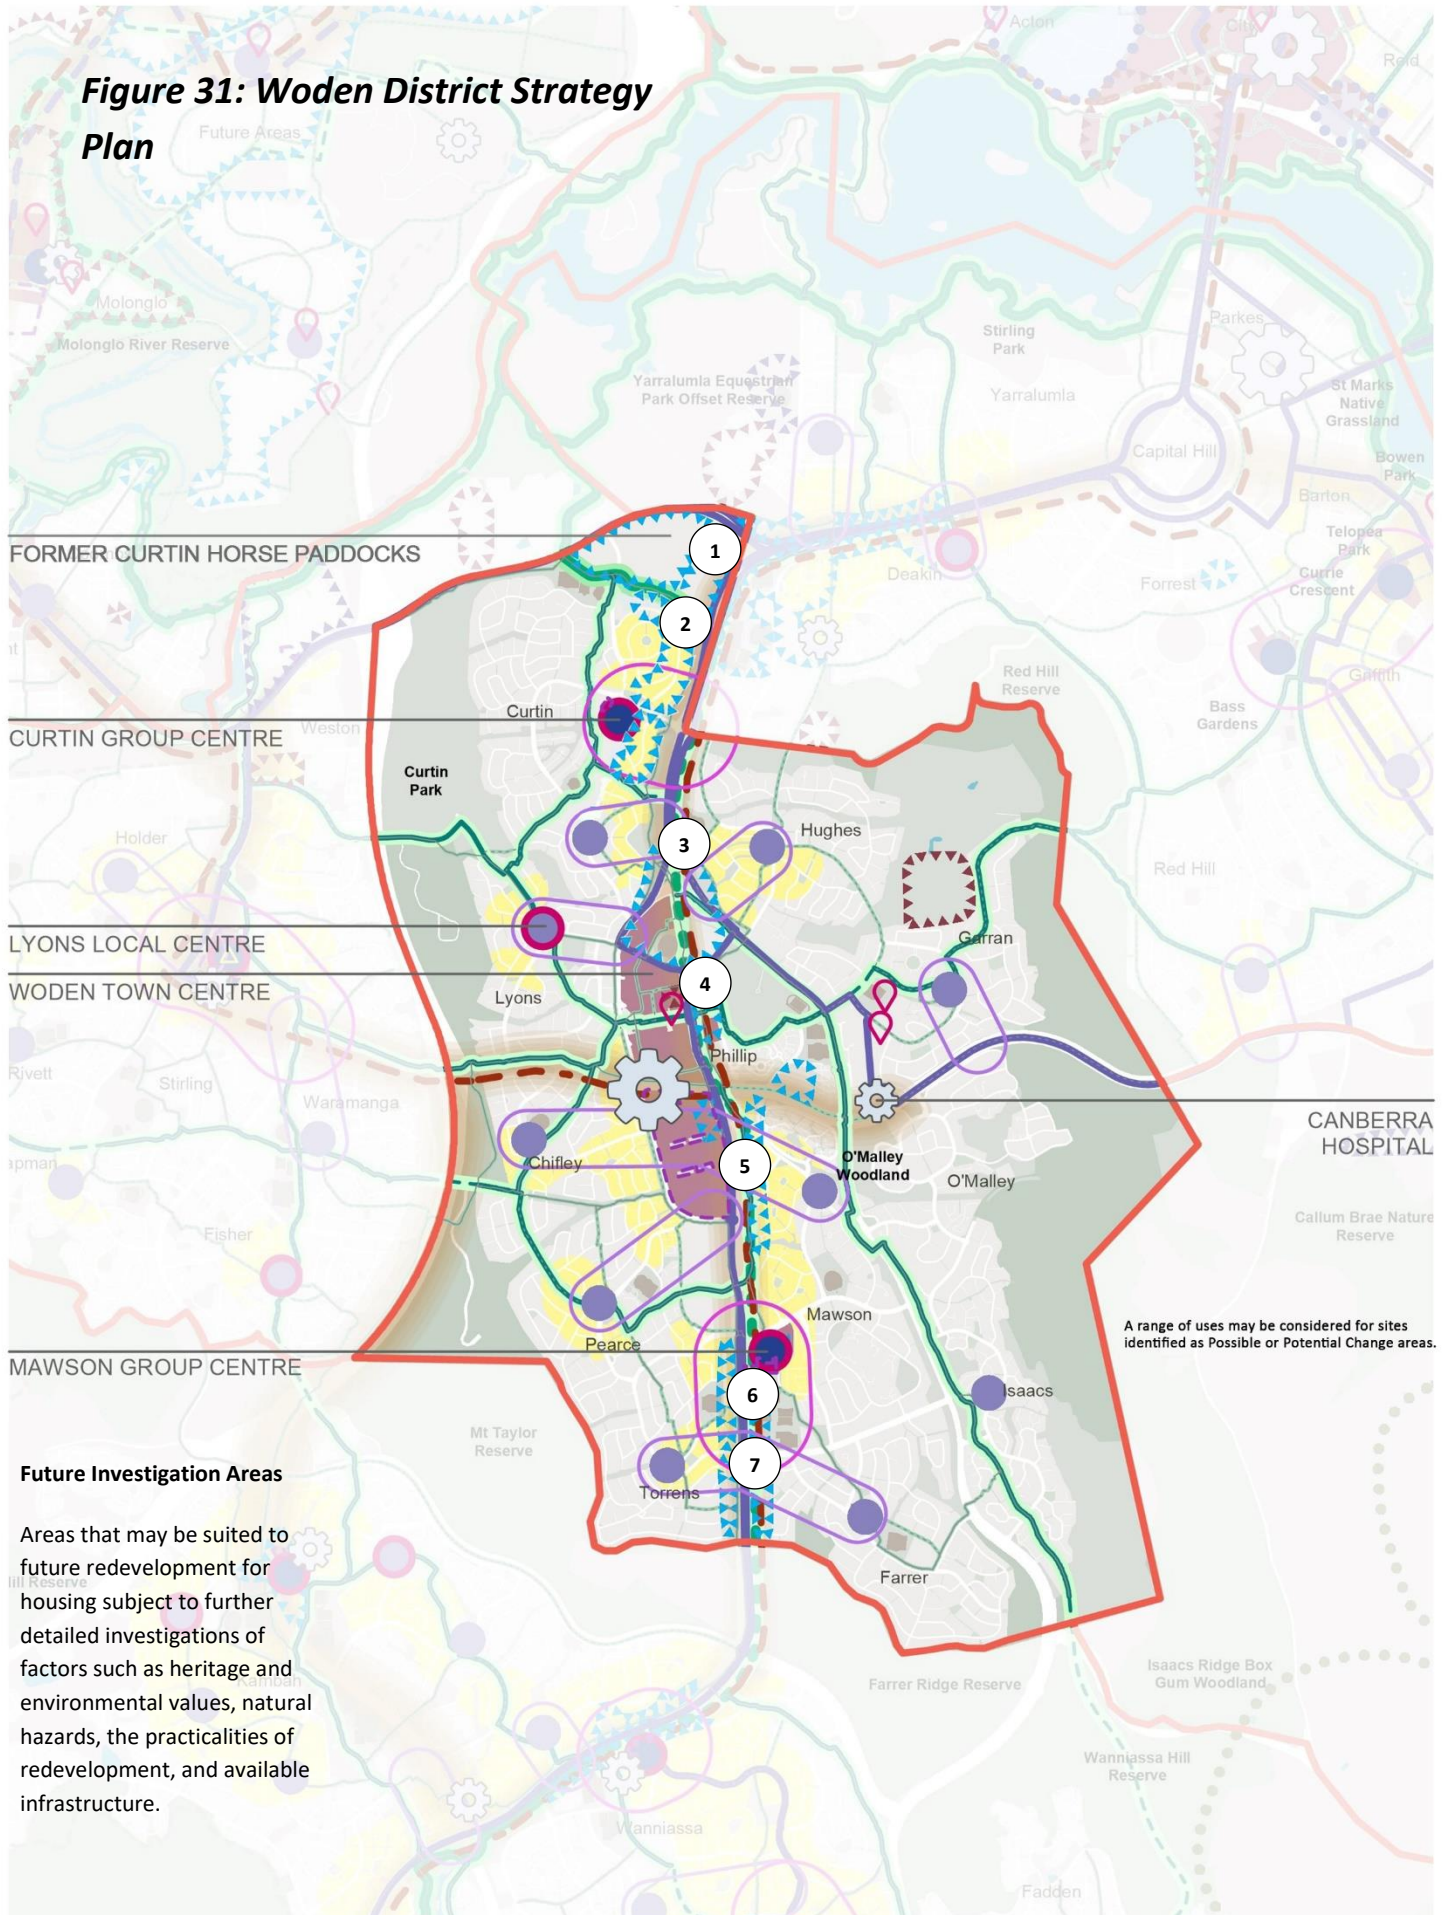 Figure 31: Woden District Strategy
Plan
Acton
City
Reid
Future Areas
Molonglo
Molonglo River Reserve
Stirling
Park
Parkes
Yarralumla Equestrian
Park Offset Reserve
Yarralumla
St Marks
Native
Grassland
Capital Hill
Bowen
Park
Barton
Telopea
Park
Currie
Crescent
FORMER CURTIN HORSE PADDOCKS
1
Deakin
Forrest
2
Red Hill
Reserve
Griffith
Bass
Gardens
Curtin
Weston
CURTIN GROUP CENTRE
Curtin
Park
Holder
3
Hughes
Red Hill
LYONS LOCAL CENTRE
Garran
WODEN TOWN CENTRE
4
Lyons
Phillip
Rivett
Stirling
Waramanga
CANBERRA
HOSPITAL
Chifley
5
O'Malley
Woodland
O'Malley
Fisher
Callum Brae Nature
Reserve
Mawson
A range of uses may be considered for sites
identified as Possible or Potential Change areas.
Pearce
MAWSON GROUP CENTRE
6
Isaacs
Mt Taylor
Reserve
7
Torrens
Future Investigation Areas
Areas that may be suited to
future redevelopment for
housing subject to further
detailed investigations of
factors such as heritage and
environmental values, natural
hazards, the practicalities of
redevelopment, and available
infrastructure.
Farrer
Kambah
Farrer Ridge Reserve
Isaacs Ridge Box
Gum Woodland
Wanniassa Hill
Reserve
Wanniassa
Fadden